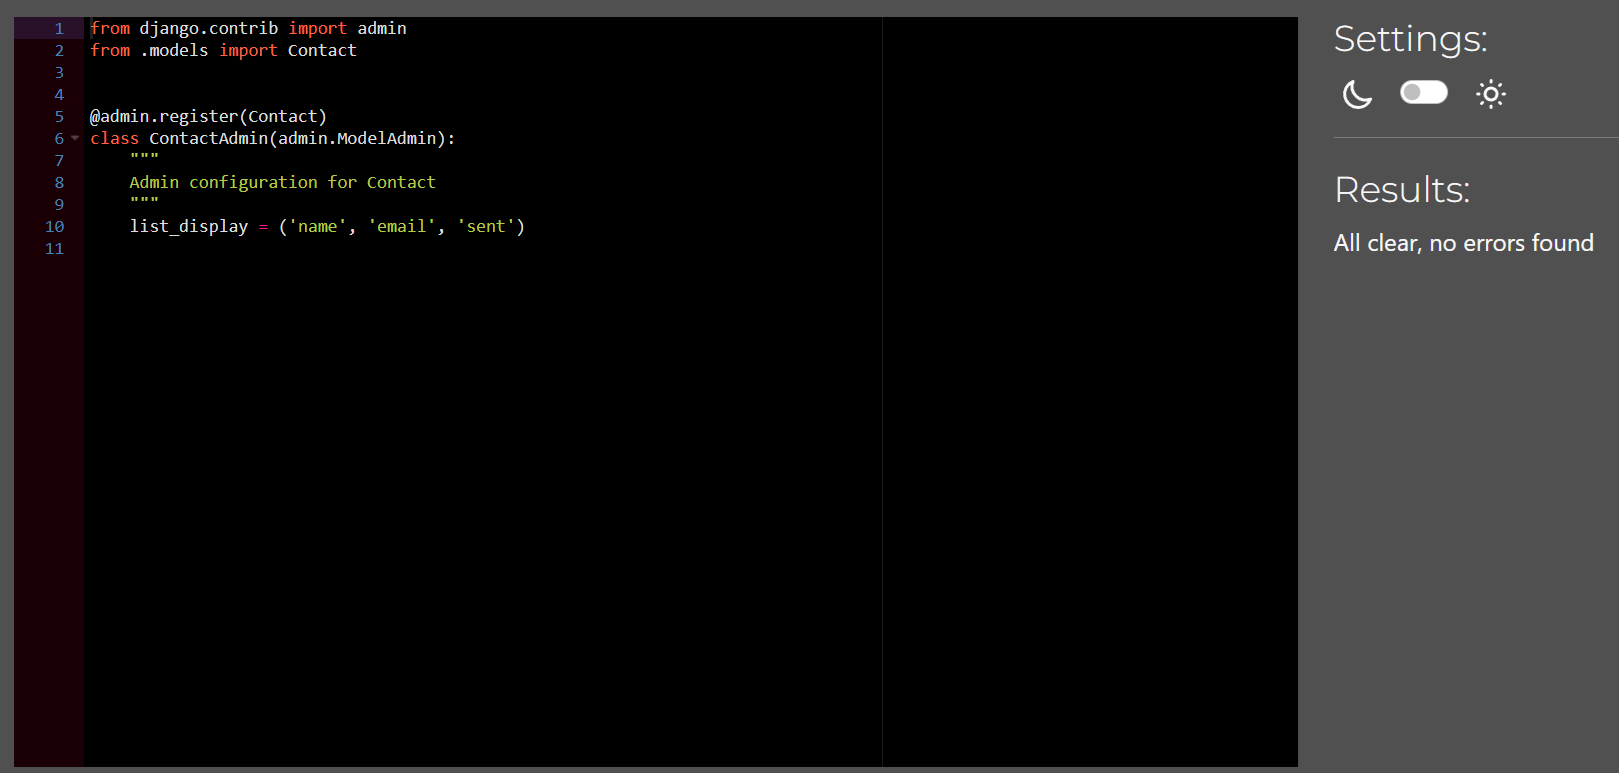 1 from django.contrib import admin
2 from .models import Contact
3
4
5 @admin.register(Contact)
6 class ContactAdmin(admin.ModelAdmin):
7     """
8     Admin configuration for Contact
9     """
10     list_display = ('name', 'email', 'sent')
11
Settings:
Results:
All clear, no errors found